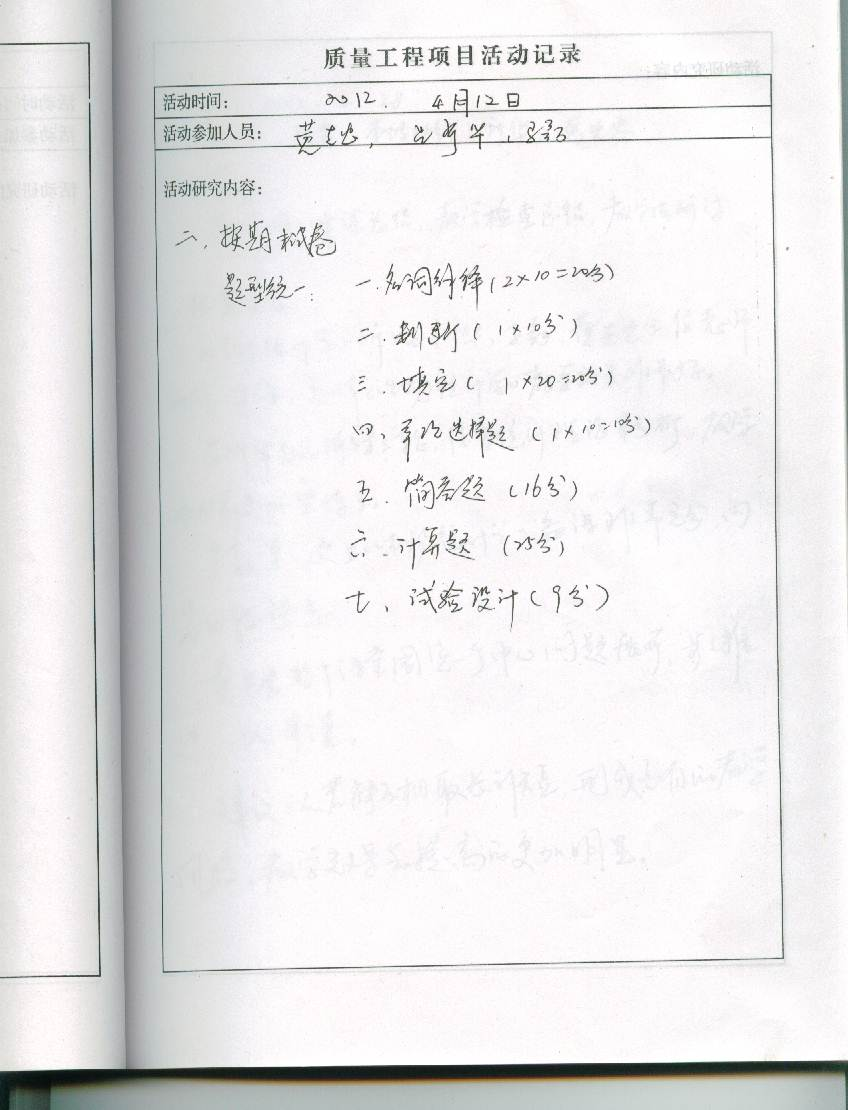 质量工程项目活动记录
活动时间： 2012. 4月12日
活动参加人员：
活动研究内容：
二、 期末试卷
题型统一： 一.名词解释(2×10=20分)
二.判断(1×10分)
三.填空(1×20=20分)
四、单项选择题(1×10=10分)
五.简答题(16分)
六.计算题(25分)
七、试验设计(9分)